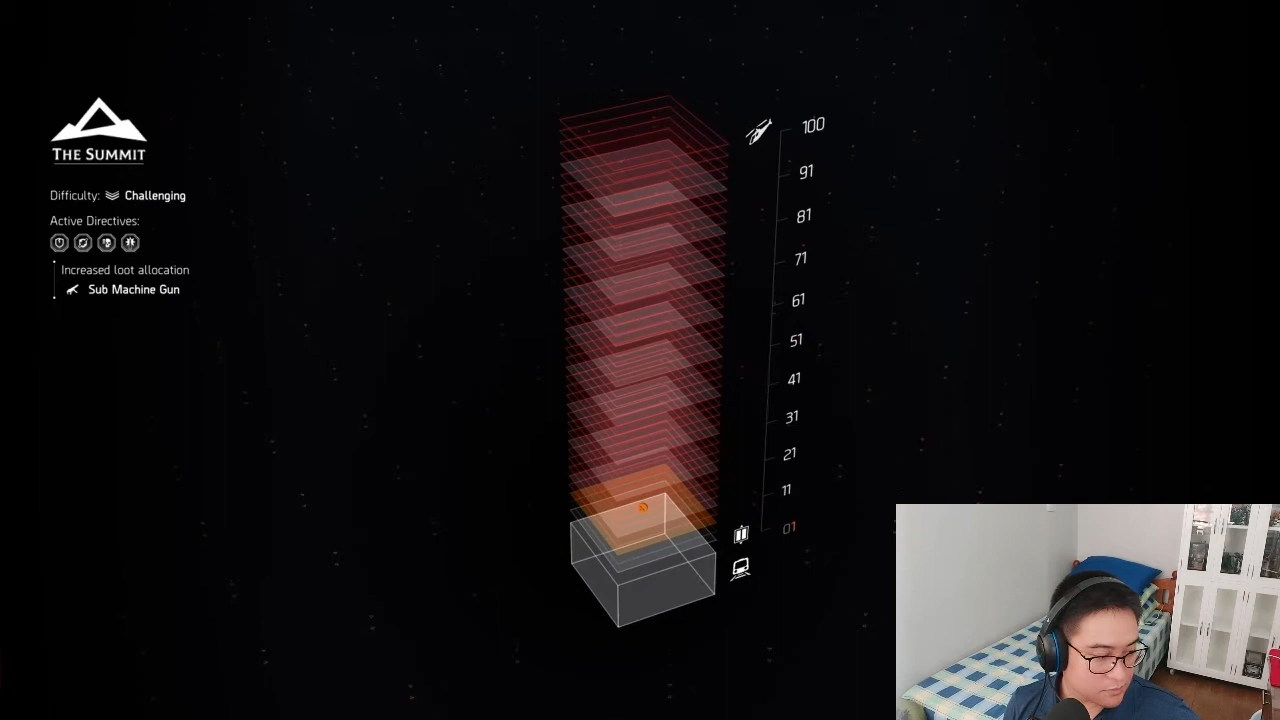 THE SUMMIT
Difficulty: Challenging
Active Directives:
Increased loot allocation
Sub Machine Gun
100
91
81
71
61
51
41
31
21
11
01